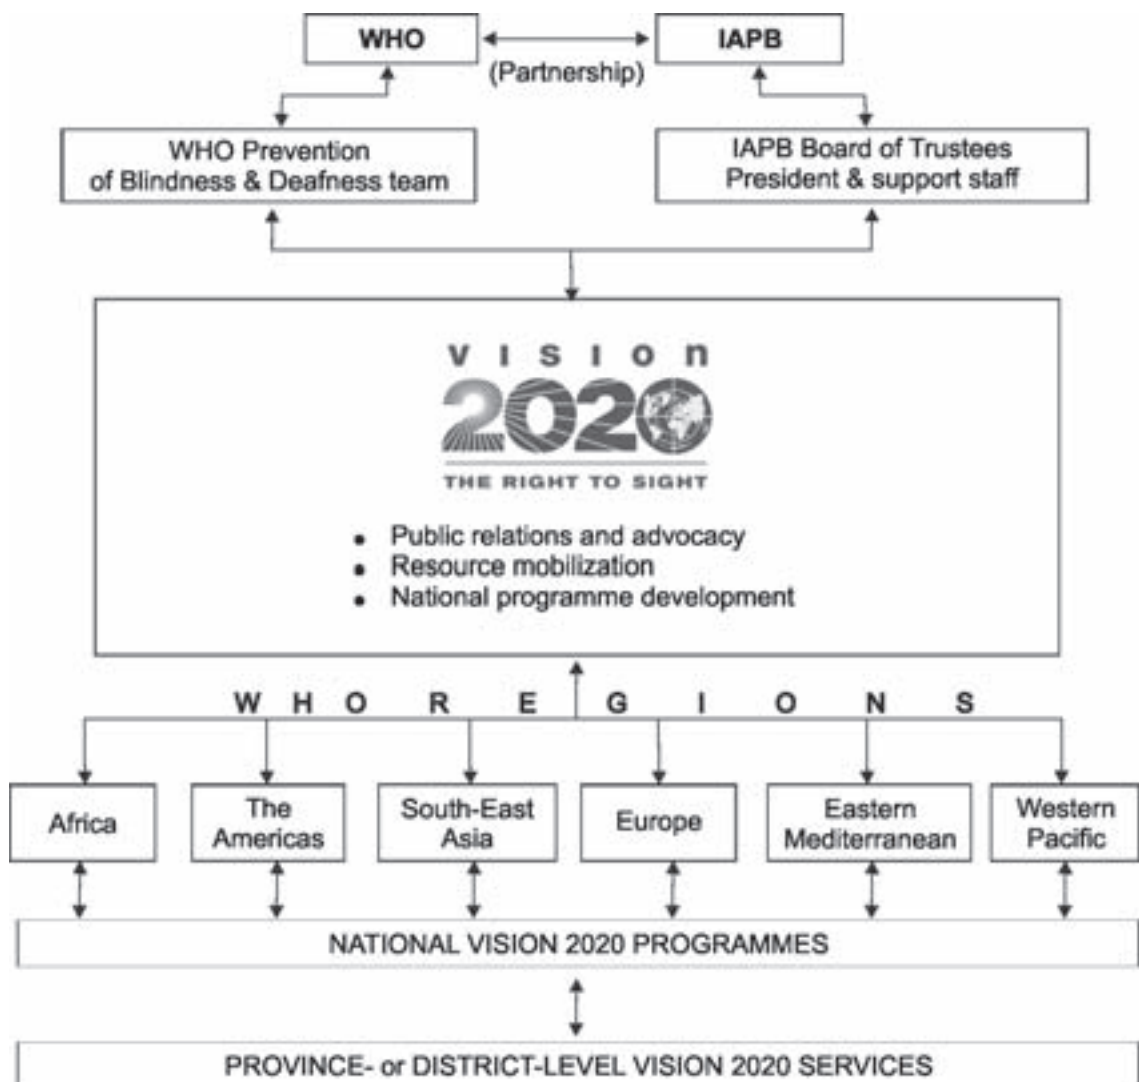 WHO
IAPB
(Partnership)
WHO Prevention
of Blindness & Deafness team
IAPB Board of Trustees
President & support staff
vision
2020
THE RIGHT TO SIGHT
• Public relations and advocacy
• Resource mobilization
• National programme development
WHO REGIONS
Africa
The
Americas
South-East
Asia
Europe
Eastern
Mediterranean
Western
Pacific
NATIONAL VISION 2020 PROGRAMMES
PROVINCE- or DISTRICT-LEVEL VISION 2020 SERVICES